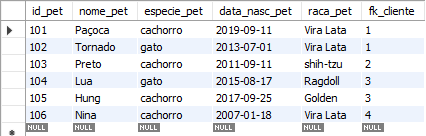 id_pet nome_pet especie_pet data_nasc_pet raca_pet fk_cliente
101 Paçoca cachorro 2019-09-11 Vira Lata 1
102 Tornado gato 2013-07-01 Vira Lata 1
103 Preto cachorro 2011-09-11 shih-tzu 2
104 Lua gato 2015-08-17 Ragdoll 3
105 Hung cachorro 2017-09-25 Golden 3
106 Nina cachorro 2007-01-18 Vira Lata 4
NULL NULL NULL NULL NULL NULL